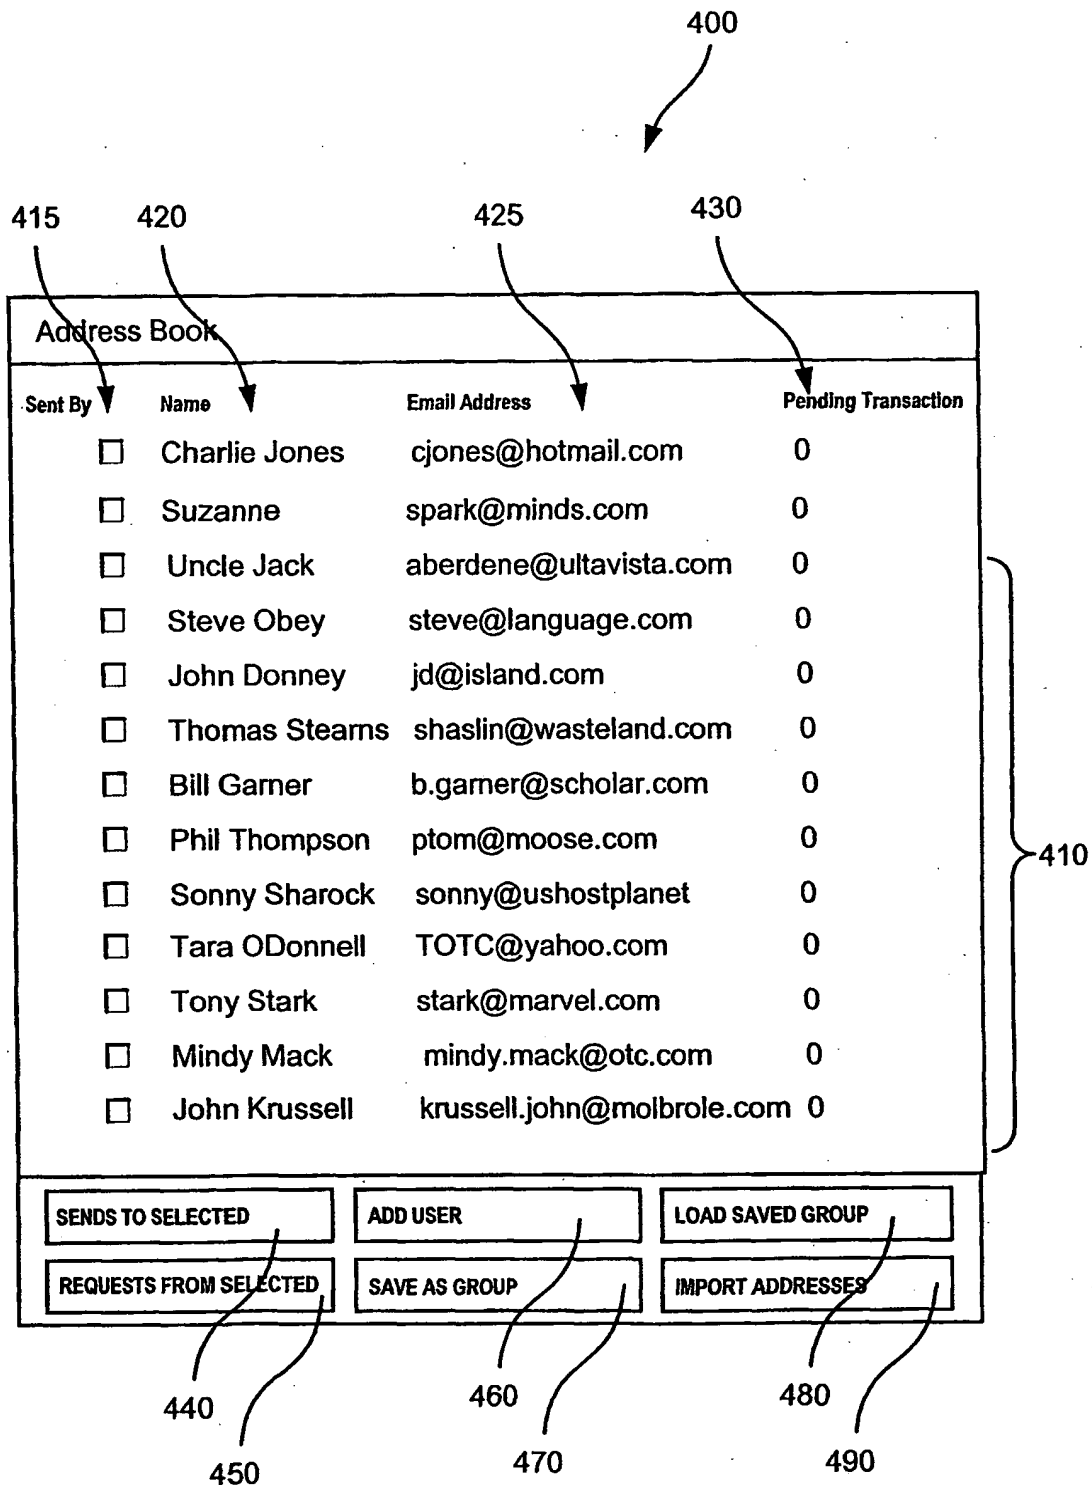 400
415 420 425 430
Address Book
Sent By Name Email Address Pending Transaction
Charlie Jones cjones@hotmail.com 0
Suzanne spark@minds.com 0
Uncle Jack aberdene@ultavista.com 0
Steve Obey steve@language.com 0
John Donney jd@island.com 0
Thomas Stearns shaslin@wasteland.com 0
Bill Garner b.garner@scholar.com 0
Phil Thompson ptom@moose.com 0
410
Sonny Sharock sonny@ushostplanet 0
Tara ODonnell TOTC@yahoo.com 0
Tony Stark stark@marvel.com 0
Mindy Mack mindy.mack@otc.com 0
John Krussell krussell.john@molbrole.com 0
SENDS TO SELECTED ADD USER LOAD SAVED GROUP
REQUESTS FROM SELECTED SAVE AS GROUP IMPORT ADDRESSES
440 460 480
450 470 490